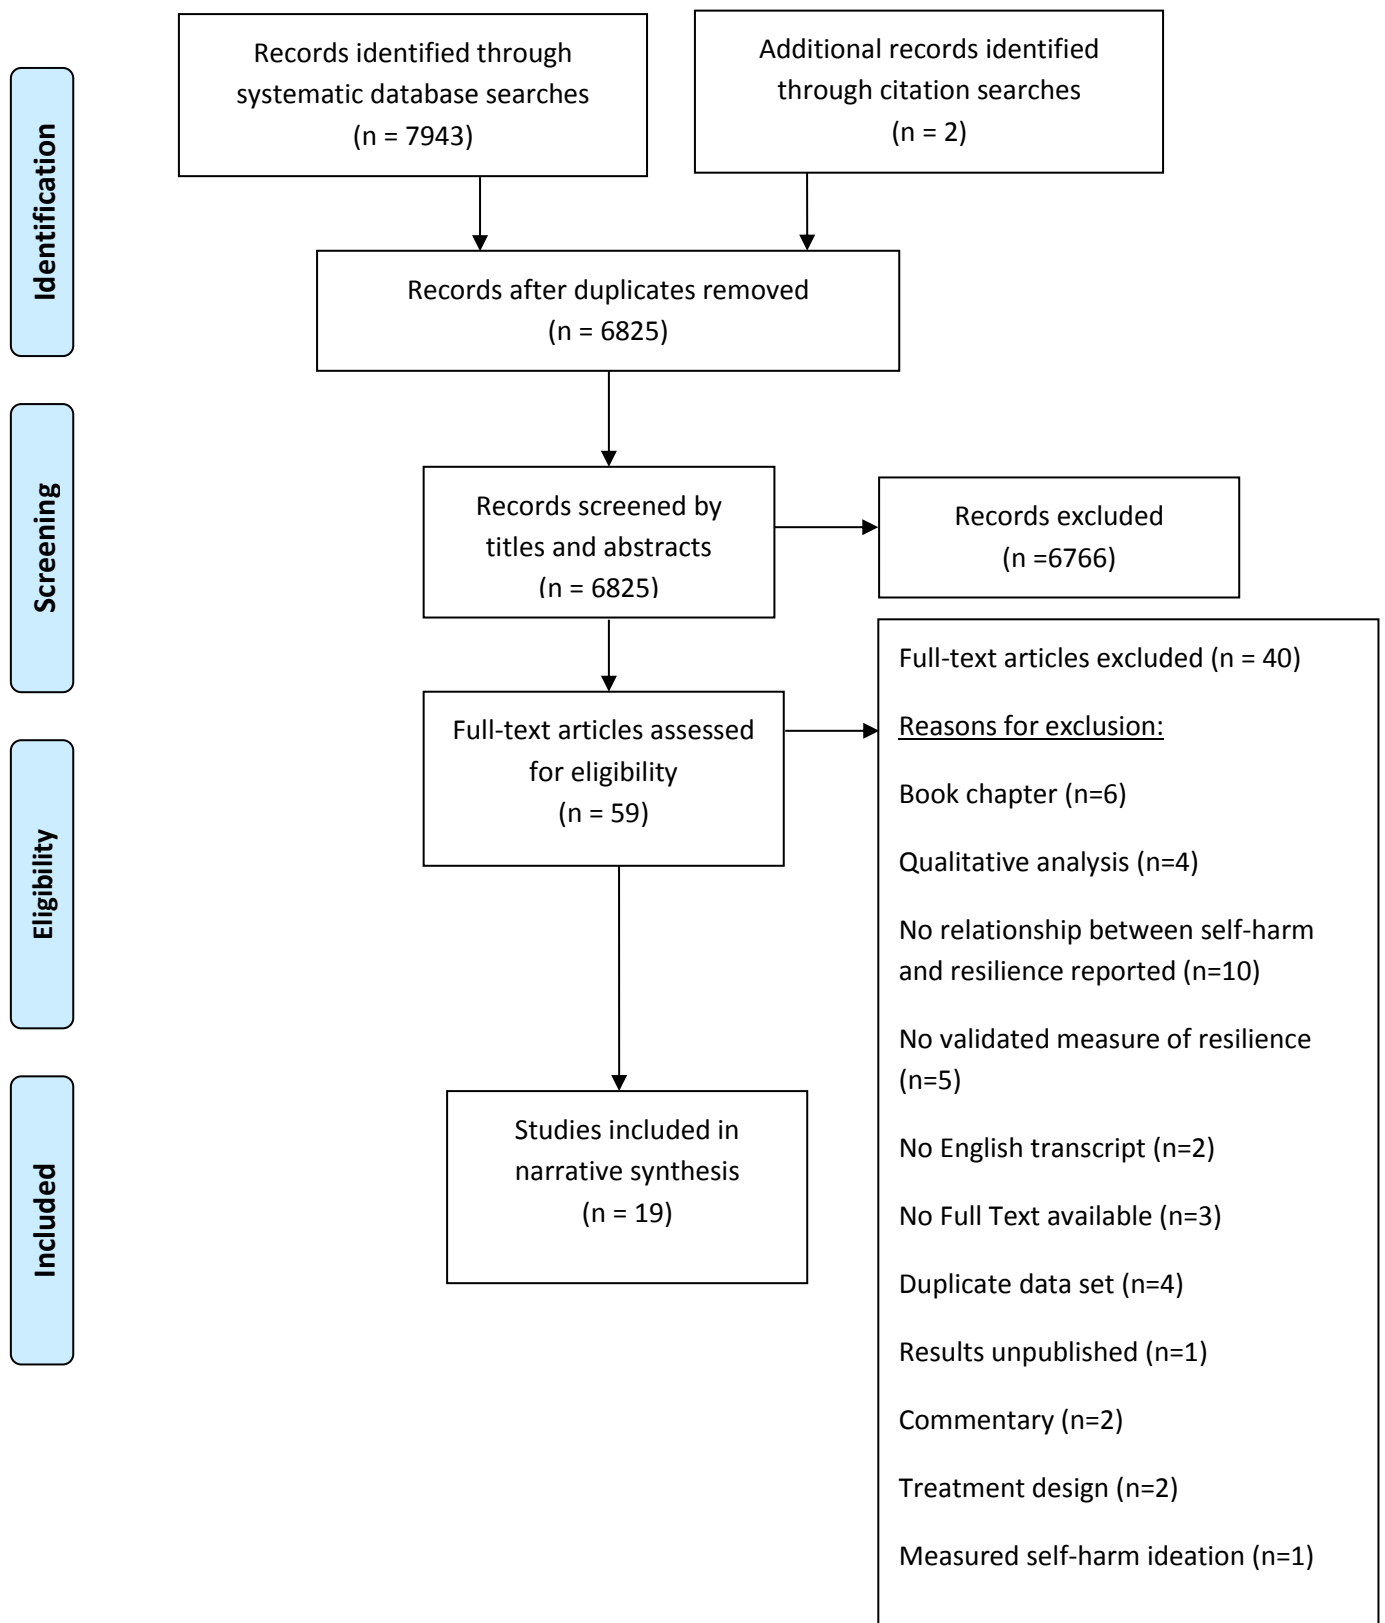 Records identified through
systematic database searches
(n = 7943)
Additional records identified
through citation searches
(n = 2)
Identification
Records after duplicates removed
(n = 6825)
Screening
Records screened by
titles and abstracts
(n = 6825)
Records excluded
(n =6766)
Eligibility
Full-text articles assessed
for eligibility
(n = 59)
Full-text articles excluded (n = 40)
Reasons for exclusion:
Book chapter (n=6)
Qualitative analysis (n=4)
No relationship between self-harm
and resilience reported (n=10)
No validated measure of resilience
(n=5)
No English transcript (n=2)
No Full Text available (n=3)
Duplicate data set (n=4)
Results unpublished (n=1)
Commentary (n=2)
Treatment design (n=2)
Measured self-harm ideation (n=1)
Included
Studies included in
narrative synthesis
(n = 19)